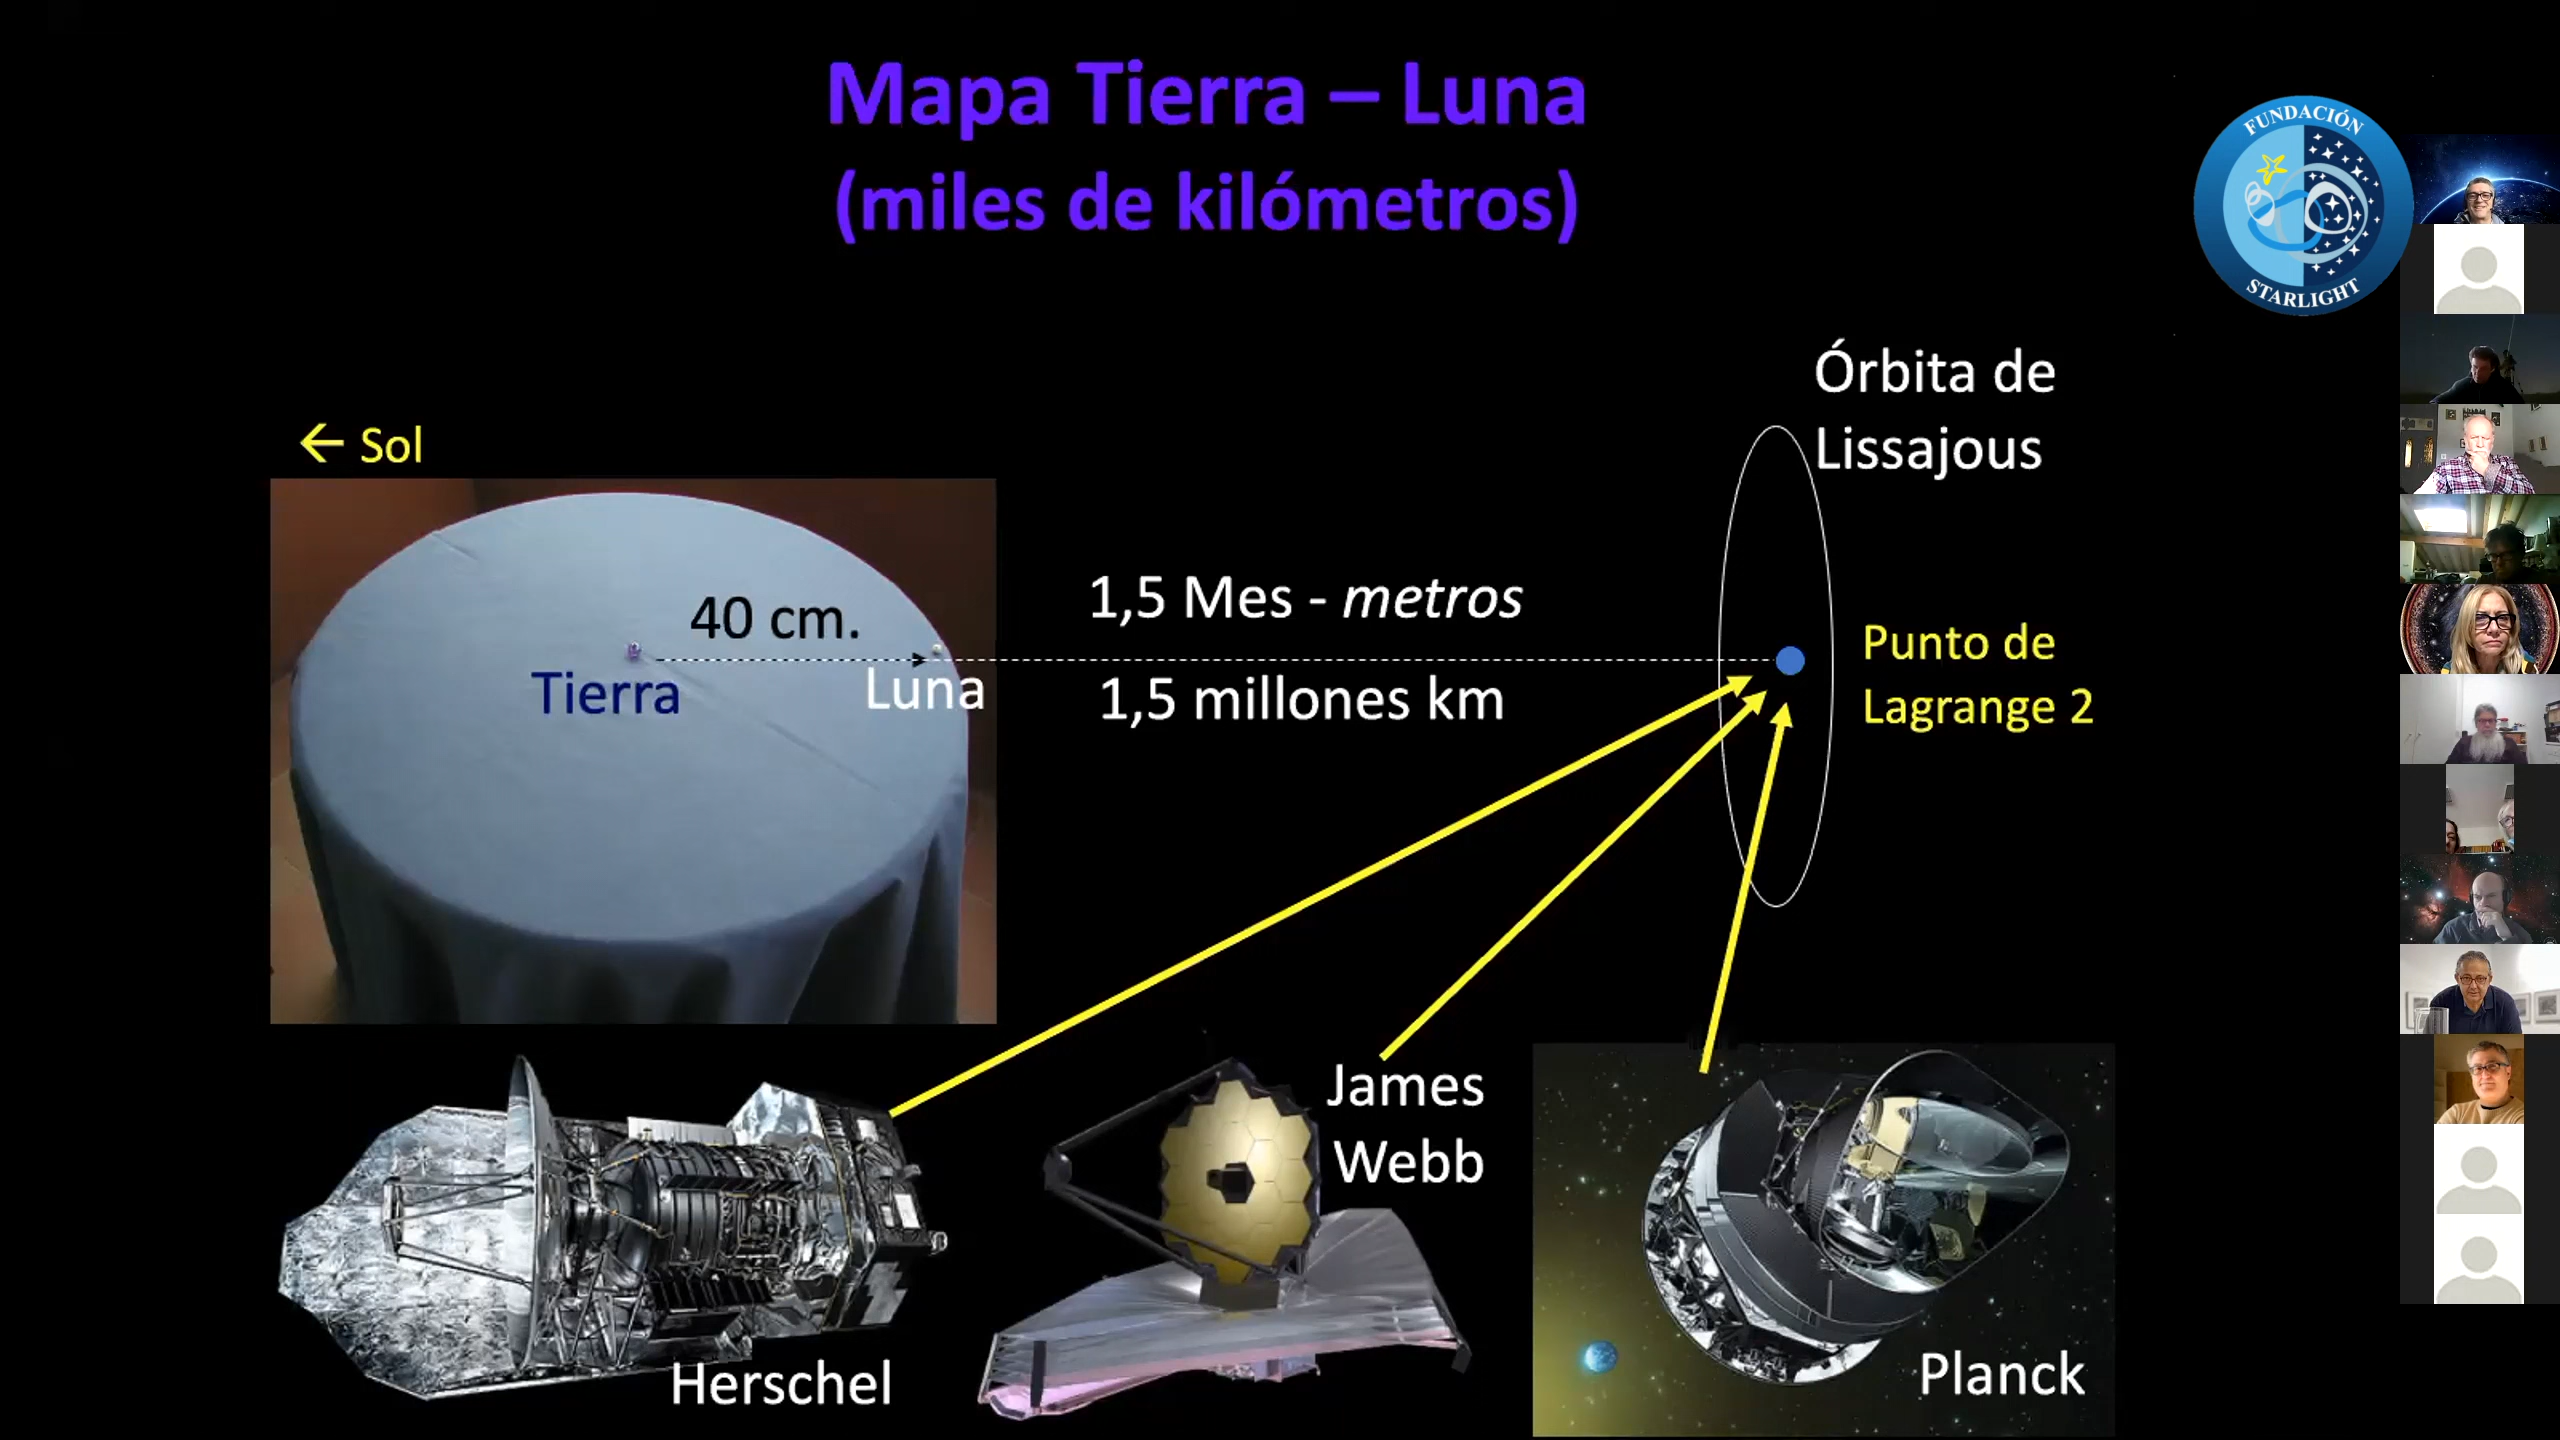 Mapa Tierra – Luna
(miles de kilómetros)
FUNDACIÓN
STARLIGHT
Órbita de
Lissajous
← Sol
40 cm.
1,5 Mes - metros
Tierra
Luna
1,5 millones km
Punto de
Lagrange 2
James
Webb
Herschel
Planck